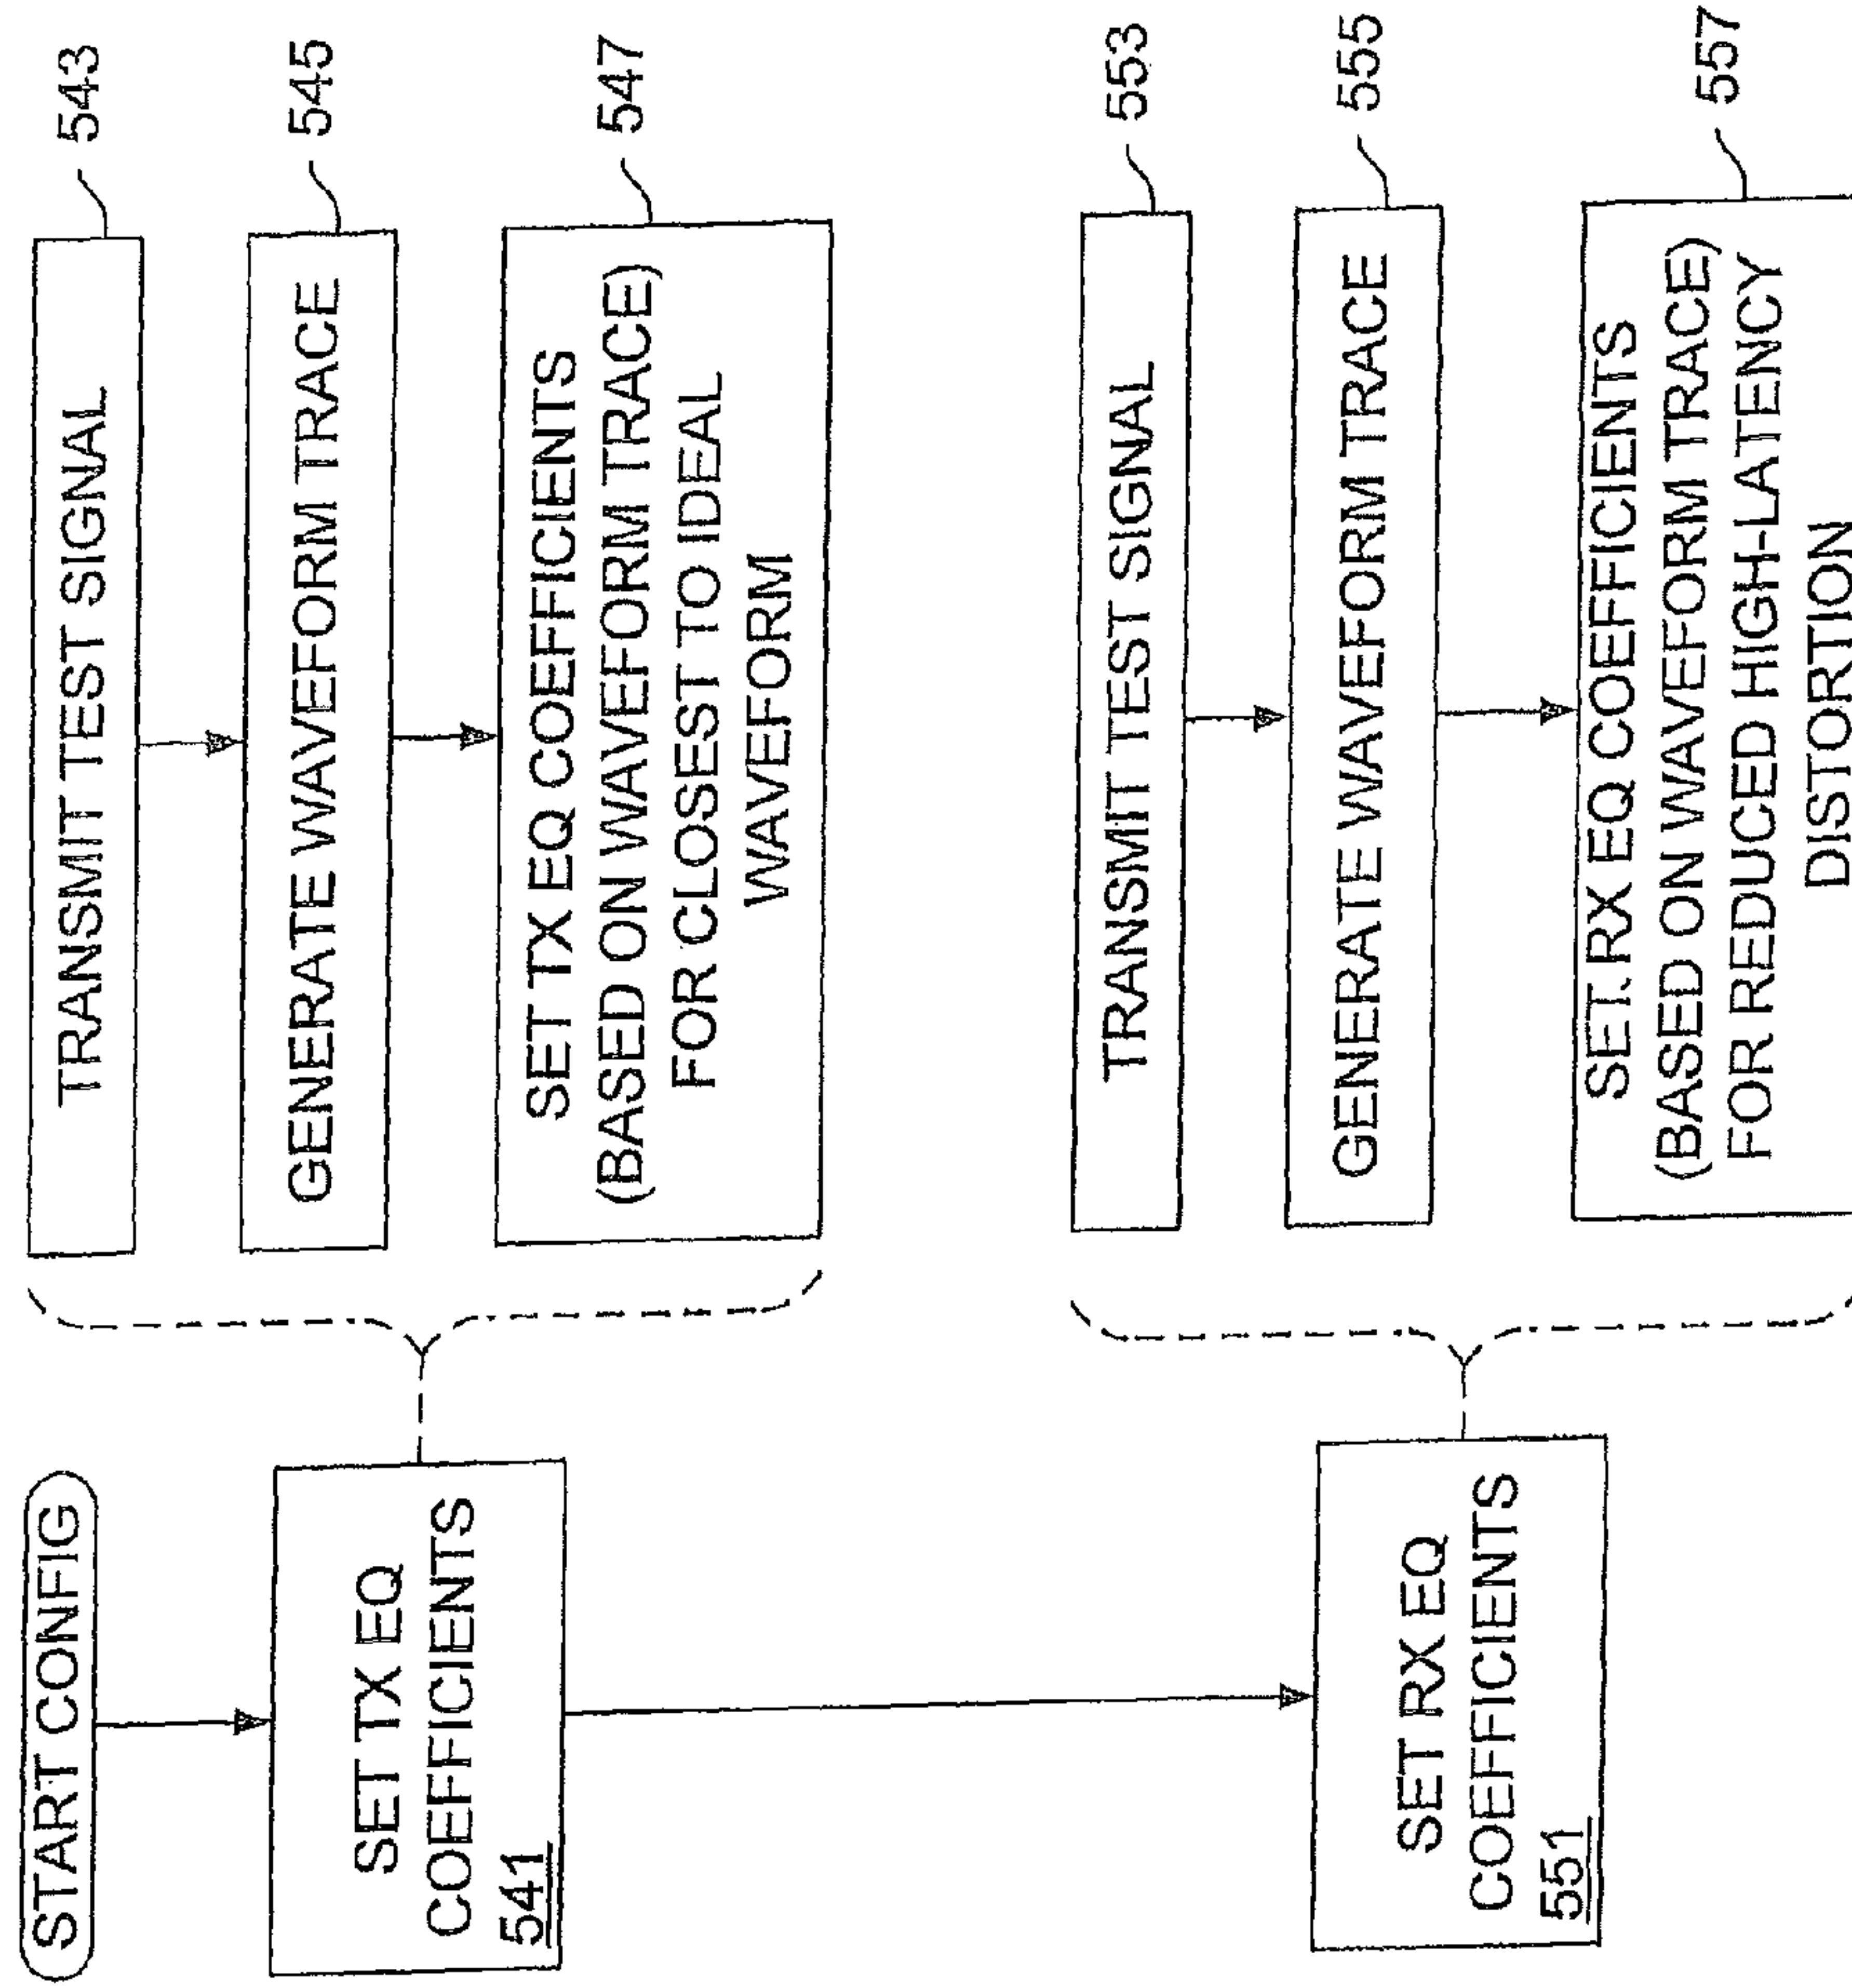 START CONFIG
SET TX EQ
COEFFICIENTS
541
TRANSMIT TEST SIGNAL
543
GENERATE WAVEFORM TRACE
545
SET TX EQ COEFFICIENTS
(BASED ON WAVEFORM TRACE)
FOR CLOSEST TO IDEAL
WAVEFORM
547
SET RX EQ
COEFFICIENTS
551
TRANSMIT TEST SIGNAL
553
GENERATE WAVEFORM TRACE
555
SET RX EQ COEFFICIENTS
(BASED ON WAVEFORM TRACE)
FOR REDUCED HIGH-LATENCY
DISTORTION
557